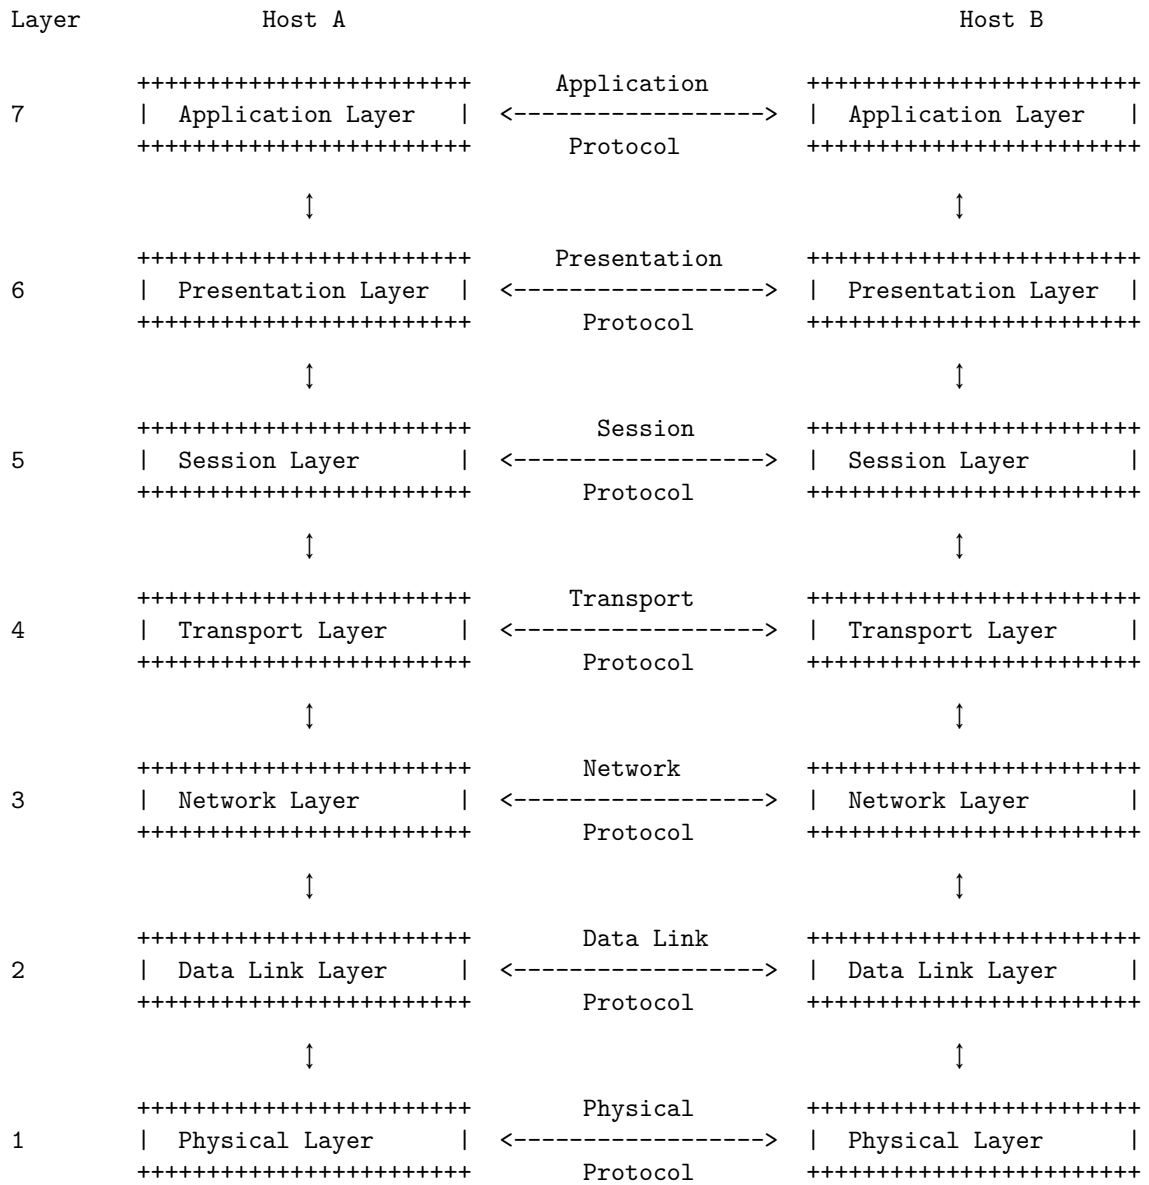 Layer Host A Host B
++++++++++++++++++++++++ Application ++++++++++++++++++++++++
7 | Application Layer | <------------------> | Application Layer |
++++++++++++++++++++++++ Protocol ++++++++++++++++++++++++
↕ ↕
++++++++++++++++++++++++ Presentation ++++++++++++++++++++++++
6 | Presentation Layer | <------------------> | Presentation Layer |
++++++++++++++++++++++++ Protocol ++++++++++++++++++++++++
↕ ↕
++++++++++++++++++++++++ Session ++++++++++++++++++++++++
5 | Session Layer | <------------------> | Session Layer |
++++++++++++++++++++++++ Protocol ++++++++++++++++++++++++
↕ ↕
++++++++++++++++++++++++ Transport ++++++++++++++++++++++++
4 | Transport Layer | <------------------> | Transport Layer |
++++++++++++++++++++++++ Protocol ++++++++++++++++++++++++
↕ ↕
++++++++++++++++++++++++ Network ++++++++++++++++++++++++
3 | Network Layer | <------------------> | Network Layer |
++++++++++++++++++++++++ Protocol ++++++++++++++++++++++++
↕ ↕
++++++++++++++++++++++++ Data Link ++++++++++++++++++++++++
2 | Data Link Layer | <------------------> | Data Link Layer |
++++++++++++++++++++++++ Protocol ++++++++++++++++++++++++
↕ ↕
++++++++++++++++++++++++ Physical ++++++++++++++++++++++++
1 | Physical Layer | <------------------> | Physical Layer |
++++++++++++++++++++++++ Protocol ++++++++++++++++++++++++